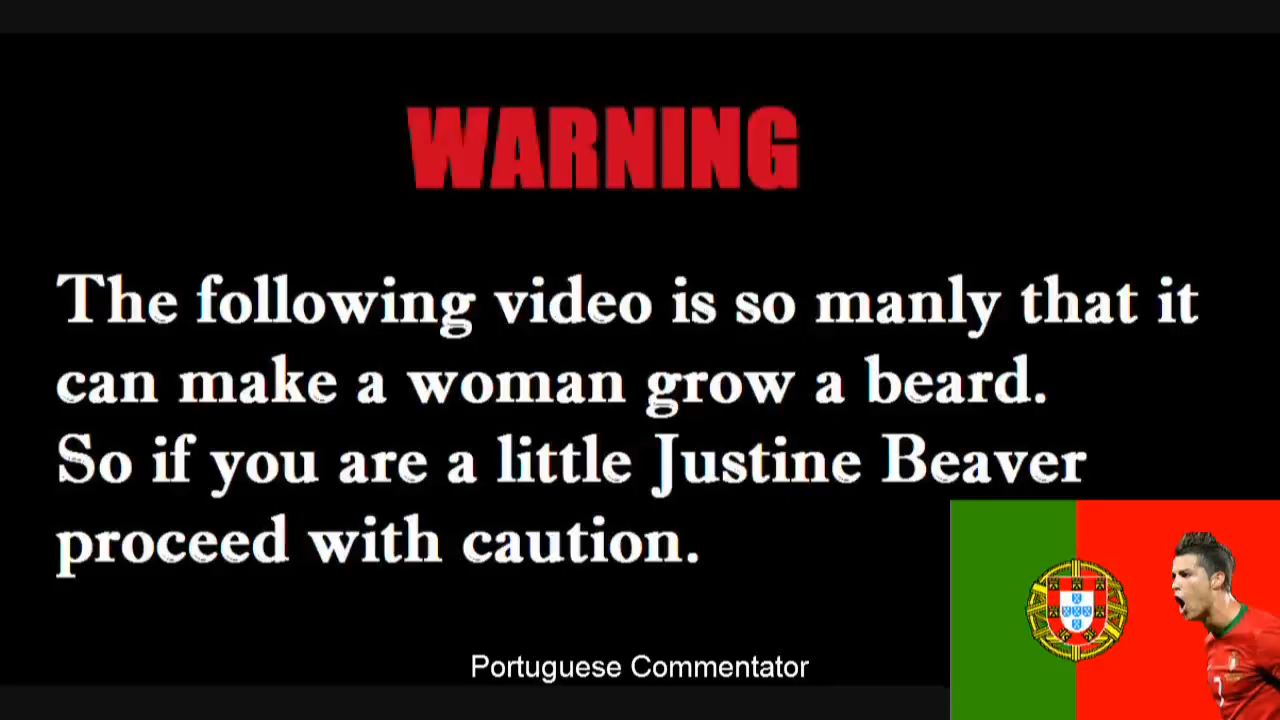 WARNING
The following video is so manly that it
can make a woman grow a beard.
So if you are a little Justine Beaver
proceed with caution.
Portuguese Commentator
7